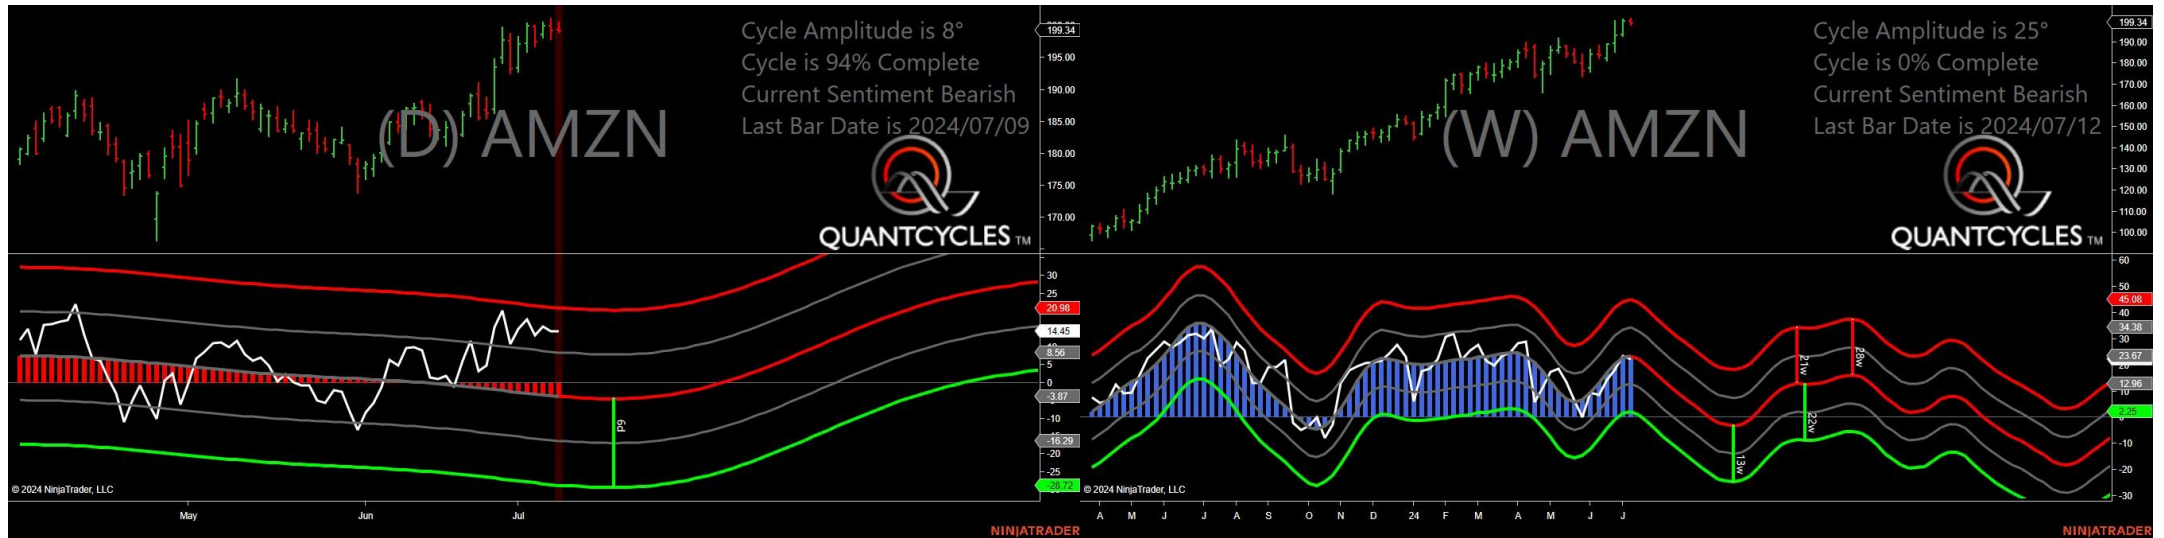 Cycle Amplitude is 8°
Cycle is 94% Complete
Current Sentiment Bearish
Last Bar Date is 2024/07/09
(D) AMZN
QUANTCYCLES TM
199.34
195.00
190.00
185.00
180.00
175.00
170.00
30
25
20.98
14.45
8.56
5
0
-3.87
-10
-16.29
-20
-25
-28.72
6d
© 2024 NinjaTrader, LLC
May
Jun
Jul
NINJATRADER
Cycle Amplitude is 25°
Cycle is 0% Complete
Current Sentiment Bearish
Last Bar Date is 2024/07/12
(W) AMZN
QUANTCYCLES TM
199.34
190.00
180.00
170.00
160.00
150.00
140.00
130.00
120.00
110.00
100.00
60
50
45.08
40
34.38
30
23.67
12.96
2.25
-10
-20
-30
21w
28w
22w
13w
© 2024 NinjaTrader, LLC
A M J J A S O N D 24 F M A M J J
NINJATRADER